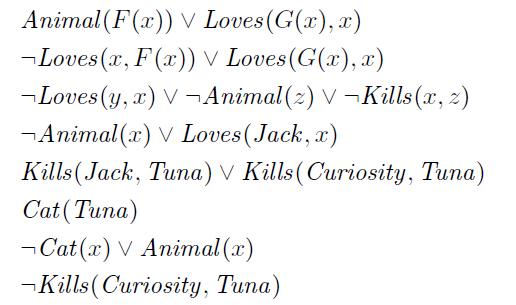 Animal(F(x)) ∨ Loves(G(x), x)
¬Loves(x, F(x)) ∨ Loves(G(x), x)
¬Loves(y, x) ∨ ¬Animal(z) ∨ ¬Kills(x, z)
¬Animal(x) ∨ Loves(Jack, x)
Kills(Jack, Tuna) ∨ Kills(Curiosity, Tuna)
Cat(Tuna)
¬Cat(x) ∨ Animal(x)
¬Kills(Curiosity, Tuna)